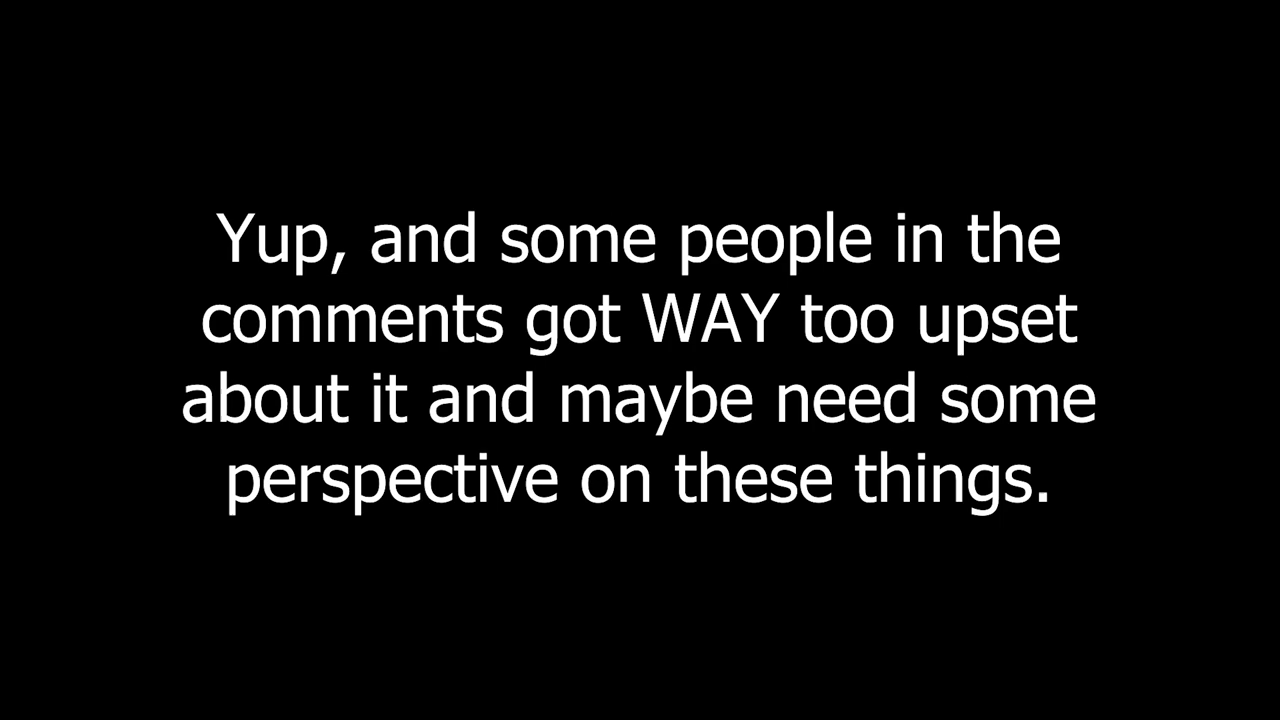 Yup, and some people in the
comments got WAY too upset
about it and maybe need some
perspective on these things.